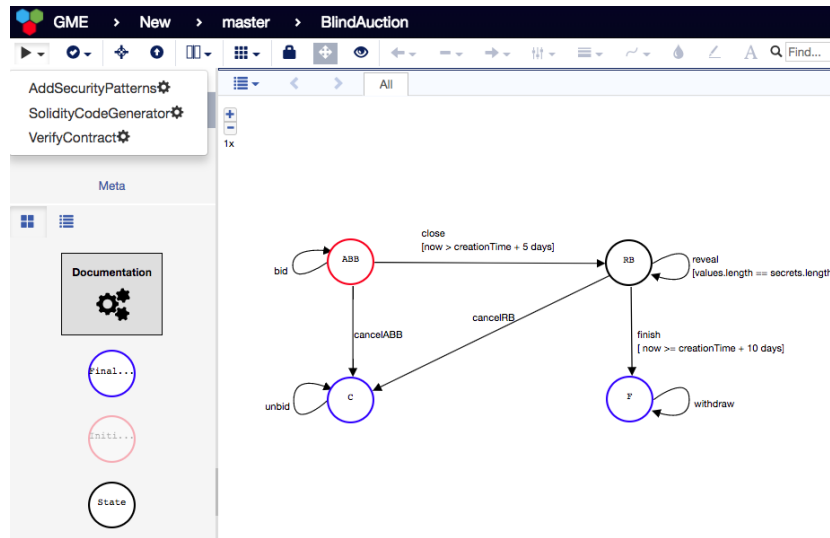 GME > New > master > BlindAuction
A Find...
AddSecurityPatterns
SolidityCodeGenerator
VerifyContract
All
1x
Meta
Documentation
Final...
Initi...
State
close
[now > creationTime + 5 days]
ABB
RB
bid
reveal
[values.length == secrets.length
cancelRB
cancelABB
finish
[ now >= creationTime + 10 days]
C
F
unbid
withdraw